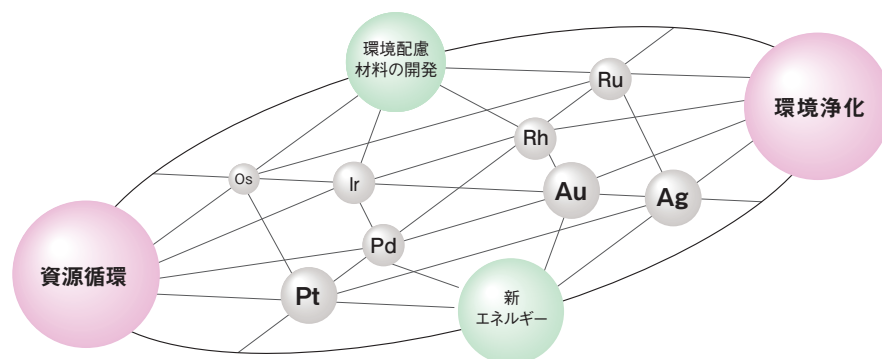 環境配慮
材料の開発
Ru
環境浄化
Rh
Os
Ir
Au
Ag
Pd
資源循環
Pt
新
エネルギー